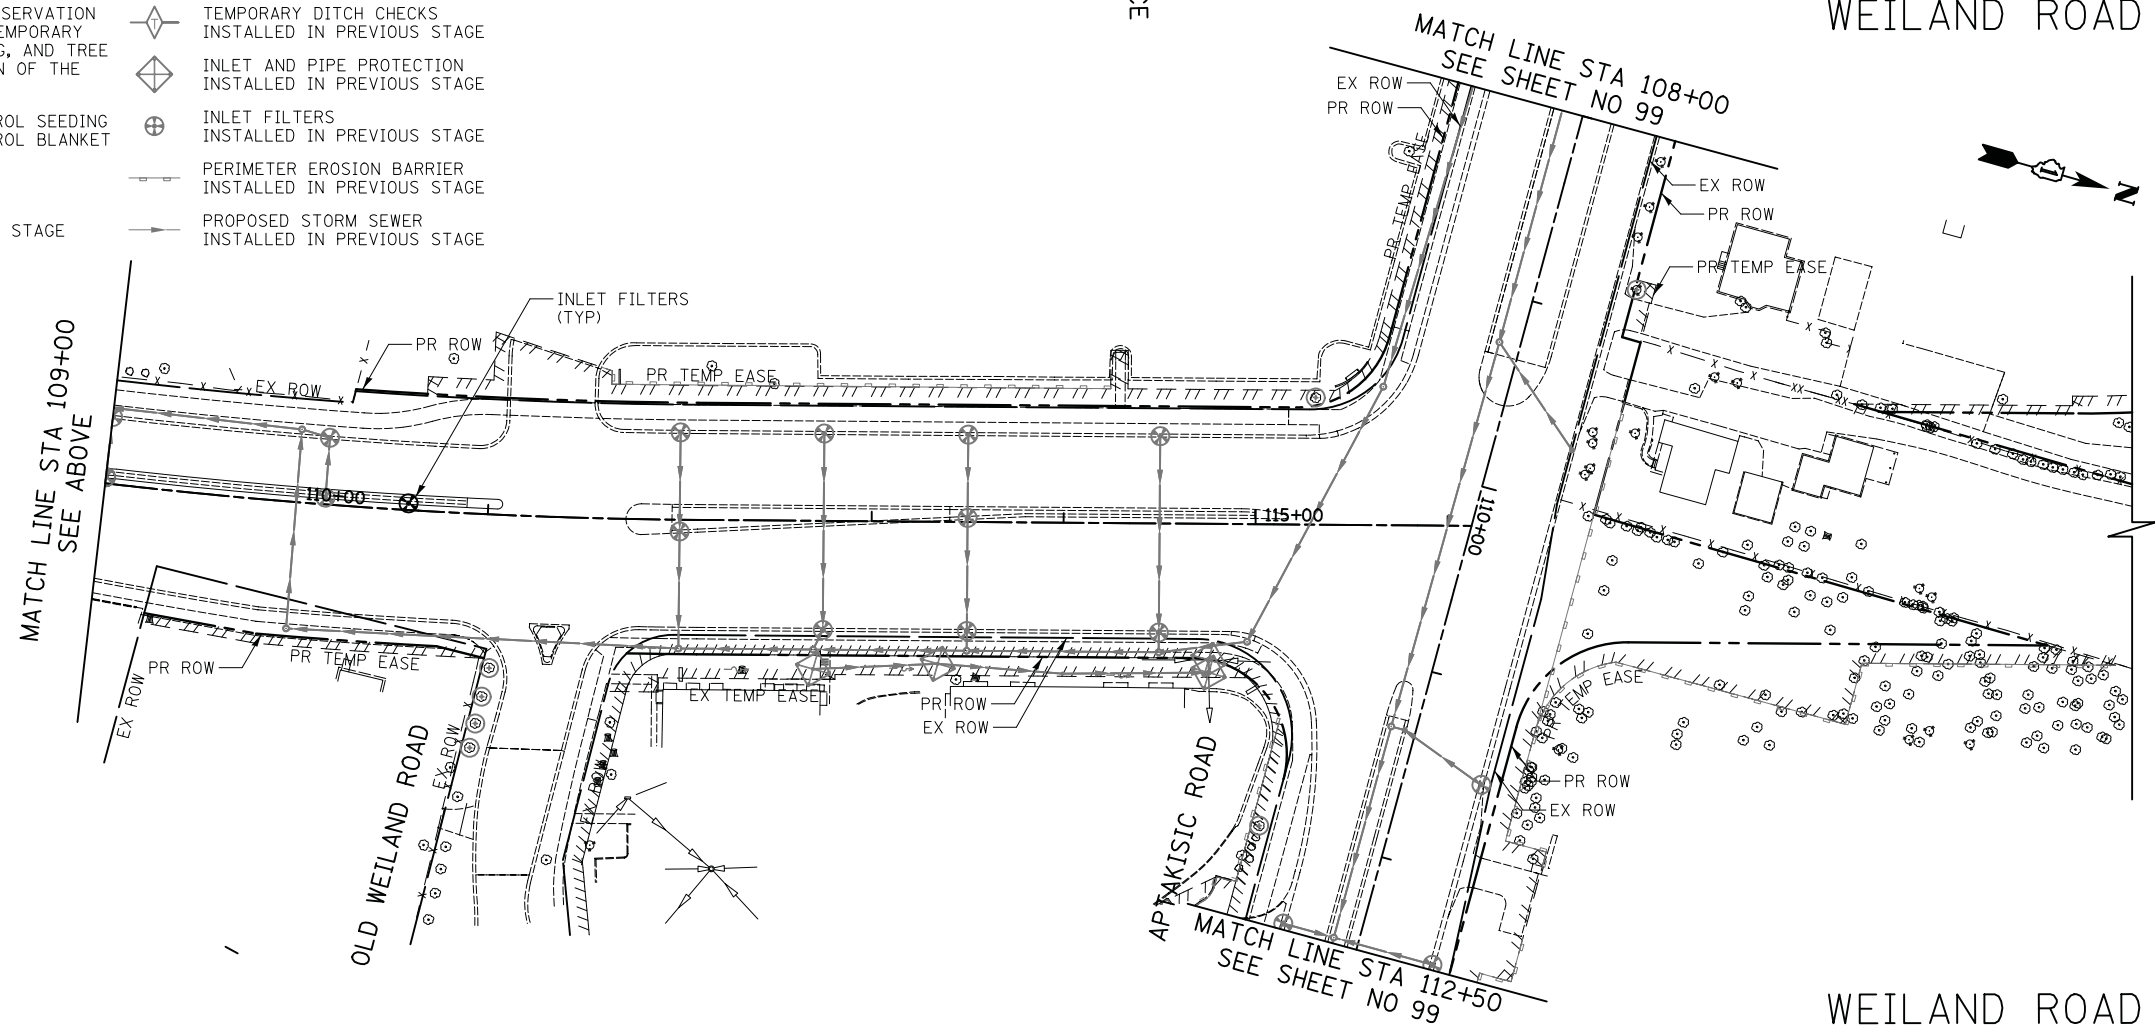 SERVATION
EMPORARY
G, AND TREE
N OF THE
ROL SEEDING
ROL BLANKET
STAGE
TEMPORARY DITCH CHECKS
INSTALLED IN PREVIOUS STAGE
INLET AND PIPE PROTECTION
INSTALLED IN PREVIOUS STAGE
INLET FILTERS
INSTALLED IN PREVIOUS STAGE
PERIMETER EROSION BARRIER
INSTALLED IN PREVIOUS STAGE
PROPOSED STORM SEWER
INSTALLED IN PREVIOUS STAGE
T
CE
WEILAND ROAD
MATCH LINE STA 108+00
SEE SHEET NO 99
EX ROW
PR ROW
PR TEMP EASE
EX ROW
PR ROW
PR TEMP EASE
N
INLET FILTERS
(TYP)
PR ROW
EX ROW
PR TEMP EASE
MATCH LINE STA 109+00
SEE ABOVE
110+00
115+00
110+00
PR ROW
PR TEMP EASE
EX ROW
EX TEMP EASE
PR ROW
EX ROW
PR TEMP EASE
PR ROW
EX ROW
EX ROW
EX ROW
OLD WEILAND ROAD
APTAKISIC ROAD
MATCH LINE STA 112+50
SEE SHEET NO 99
WEILAND ROAD